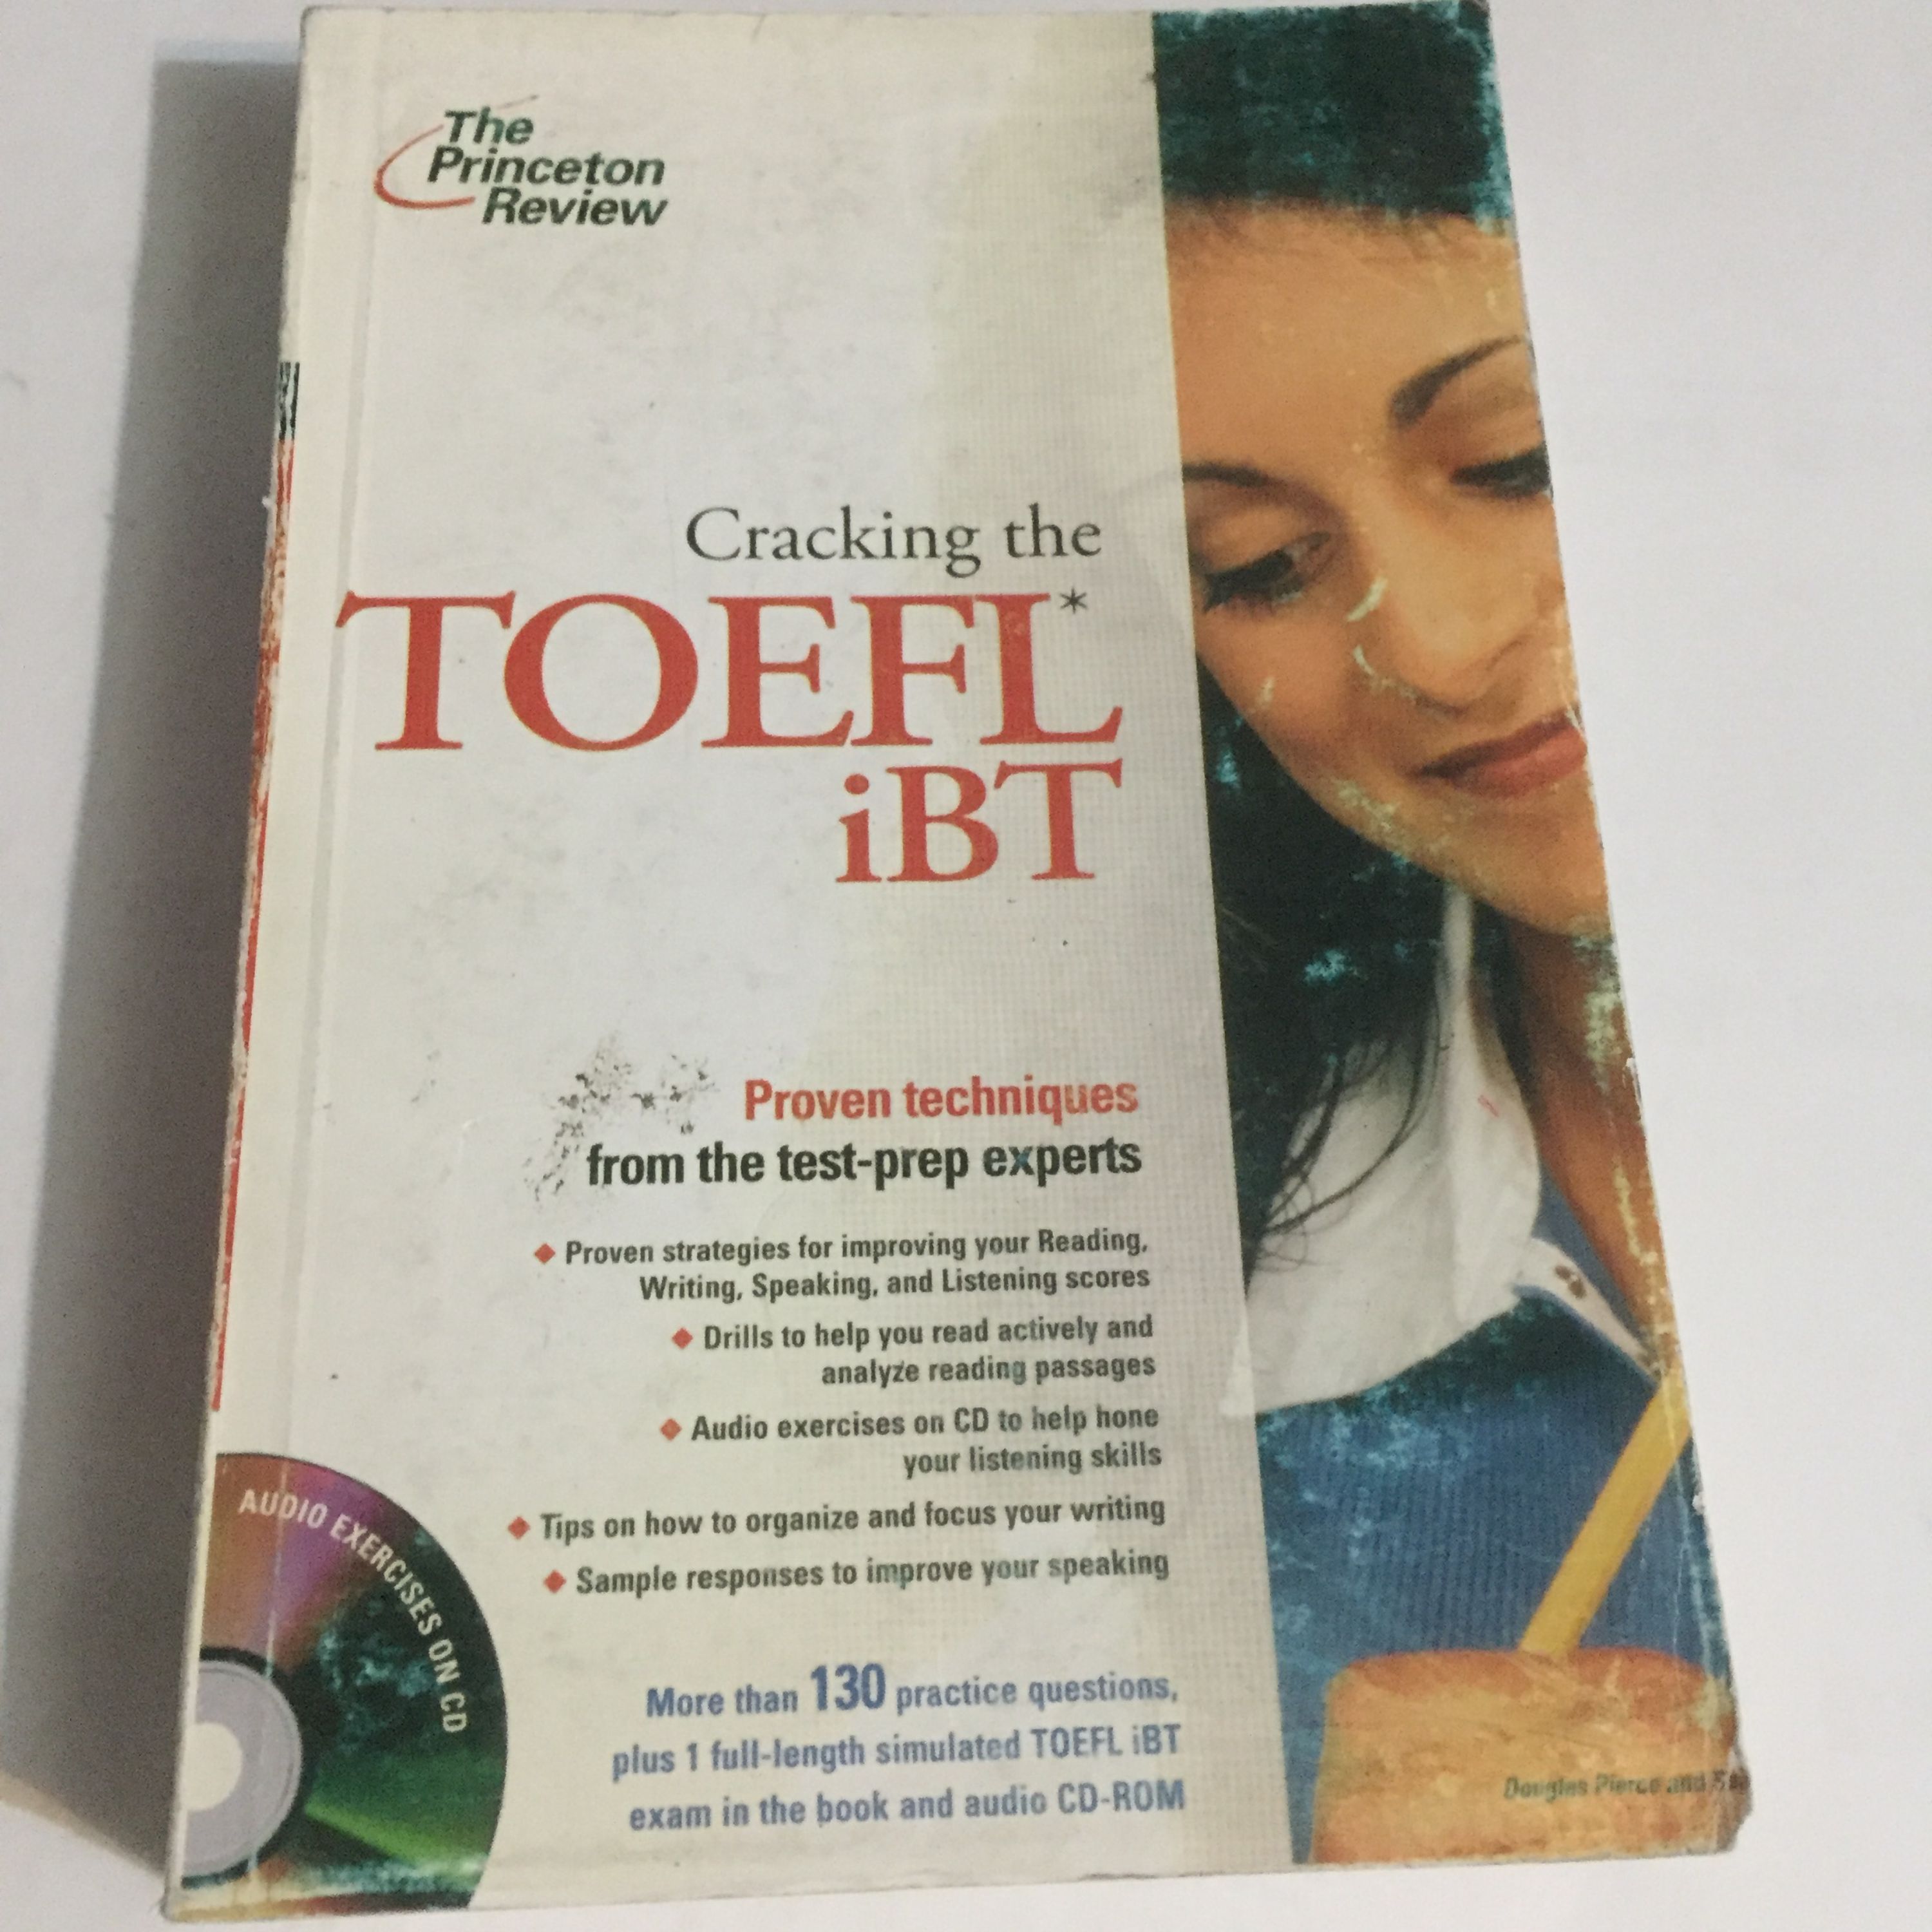 The
Princeton
Review
Cracking the
TOEFL*
iBT
Proven techniques
from the test-prep experts
◆ Proven strategies for improving your Reading,
Writing, Speaking, and Listening scores
◆ Drills to help you read actively and
analyze reading passages
◆ Audio exercises on CD to help hone
your listening skills
◆ Tips on how to organize and focus your writing
◆ Sample responses to improve your speaking
AUDIO EXERCISES ON CD
More than 130 practice questions,
plus 1 full-length simulated TOEFL iBT
exam in the book and audio CD-ROM
Douglas Pierce and